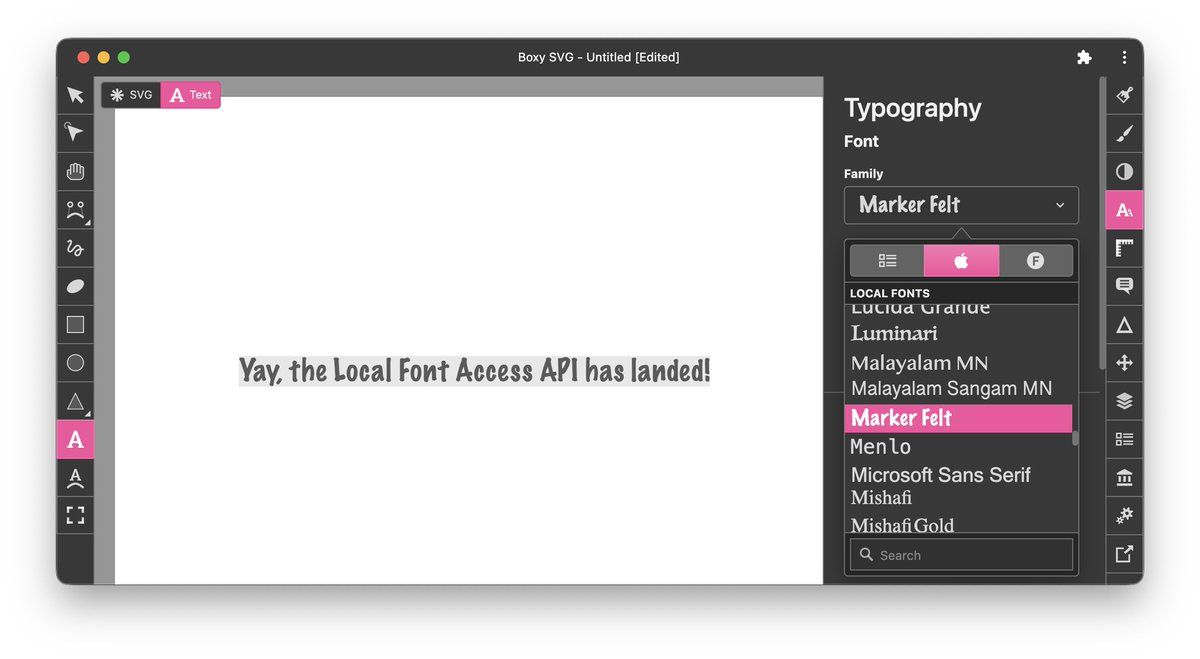 Boxy SVG - Untitled [Edited]
SVG
A Text
Typography
Font
Family
Marker Felt
F
LOCAL FONTS
Lucida Grande
Luminari
Malayalam MN
Malayalam Sangam MN
Marker Felt
Menlo
Microsoft Sans Serif
Mishafi
Mishafi Gold
Search
Yay, the Local Font Access API has landed!
A
A
AA